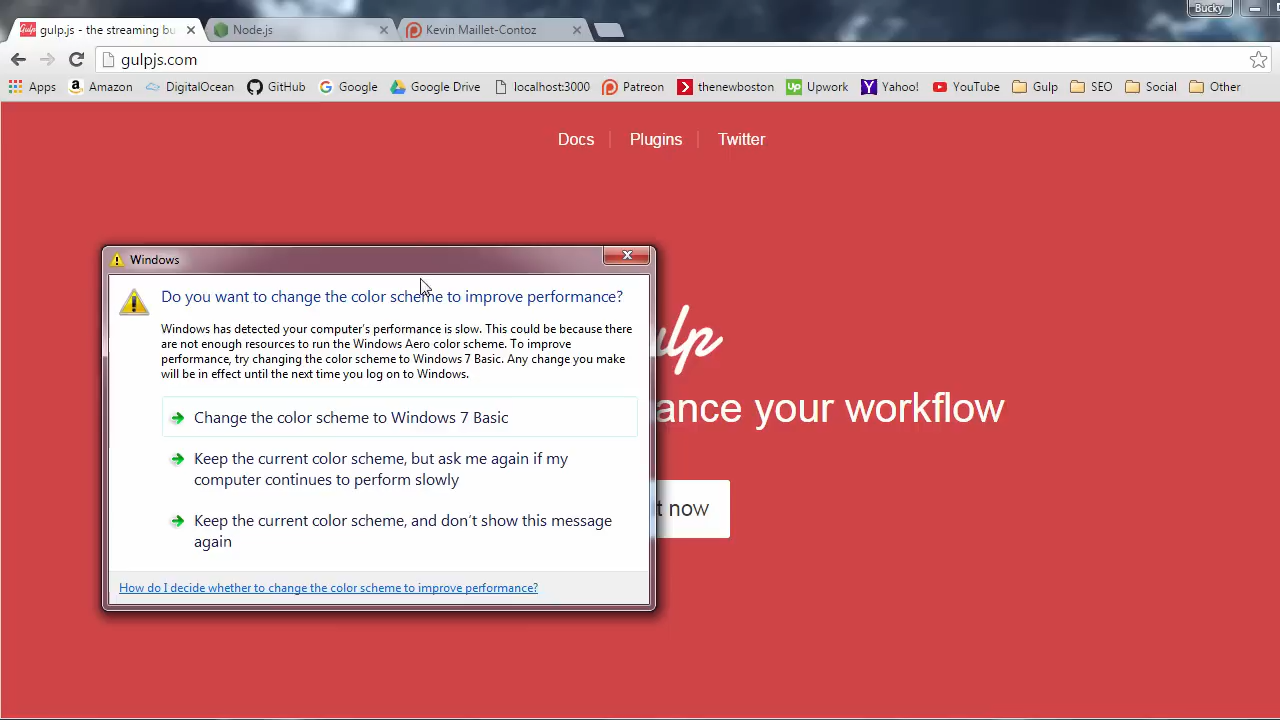 Bucky
gulp.js - the streaming bu
Node.js
Kevin Maillet-Contoz
gulpjs.com
Apps
Amazon
DigitalOcean
GitHub
Google
Google Drive
localhost:3000
Patreon
thenewboston
Upwork
Yahoo!
YouTube
Gulp
SEO
Social
Other
Docs
Plugins
Twitter
Windows
Do you want to change the color scheme to improve performance?
Windows has detected your computer's performance is slow. This could be because there
are not enough resources to run the Windows Aero color scheme. To improve
performance, try changing the color scheme to Windows 7 Basic. Any change you make
will be in effect until the next time you log on to Windows.
Change the color scheme to Windows 7 Basic
Keep the current color scheme, but ask me again if my
computer continues to perform slowly
Keep the current color scheme, and don't show this message
again
How do I decide whether to change the color scheme to improve performance?
ulp
ance your workflow
t now